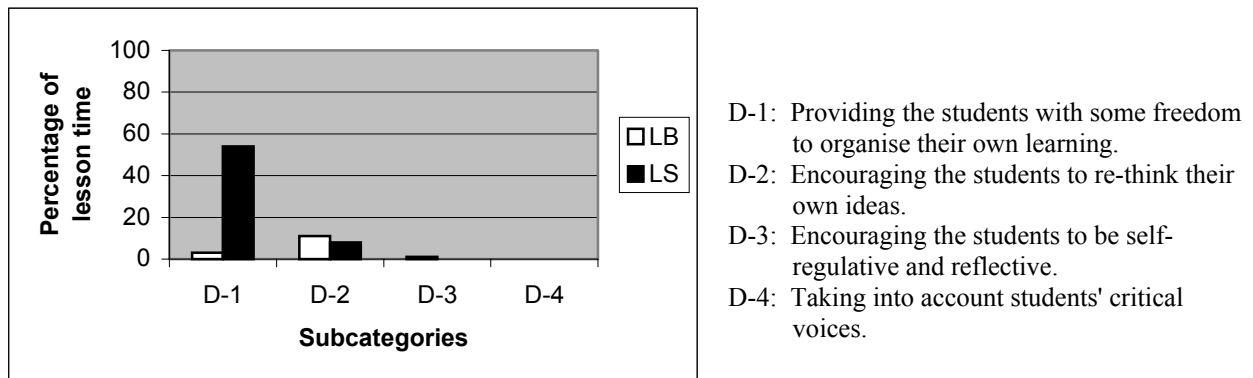 Percentage of
lesson time
100
80
60
40
20
0
D-1 D-2 D-3 D-4
Subcategories
LB
LS
D-1: Providing the students with some freedom
to organise their own learning.
D-2: Encouraging the students to re-think their
own ideas.
D-3: Encouraging the students to be self-
regulative and reflective.
D-4: Taking into account students' critical
voices.